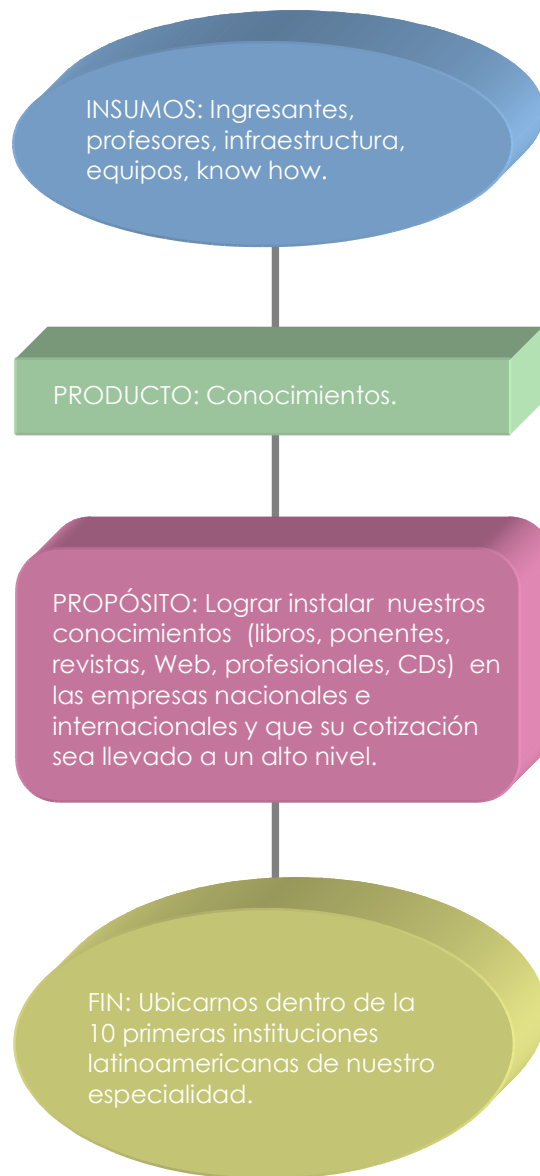 INSUMOS: Ingresantes,
profesores, infraestructura,
equipos, know how.
PRODUCTO: Conocimientos.
PROPÓSITO: Lograr instalar nuestros
conocimientos (libros, ponentes,
revistas, Web, profesionales, CDs) en
las empresas nacionales e
internacionales y que su cotización
sea llevado a un alto nivel.
FIN: Ubicarnos dentro de la
10 primeras instituciones
latinoamericanas de nuestro
especialidad.